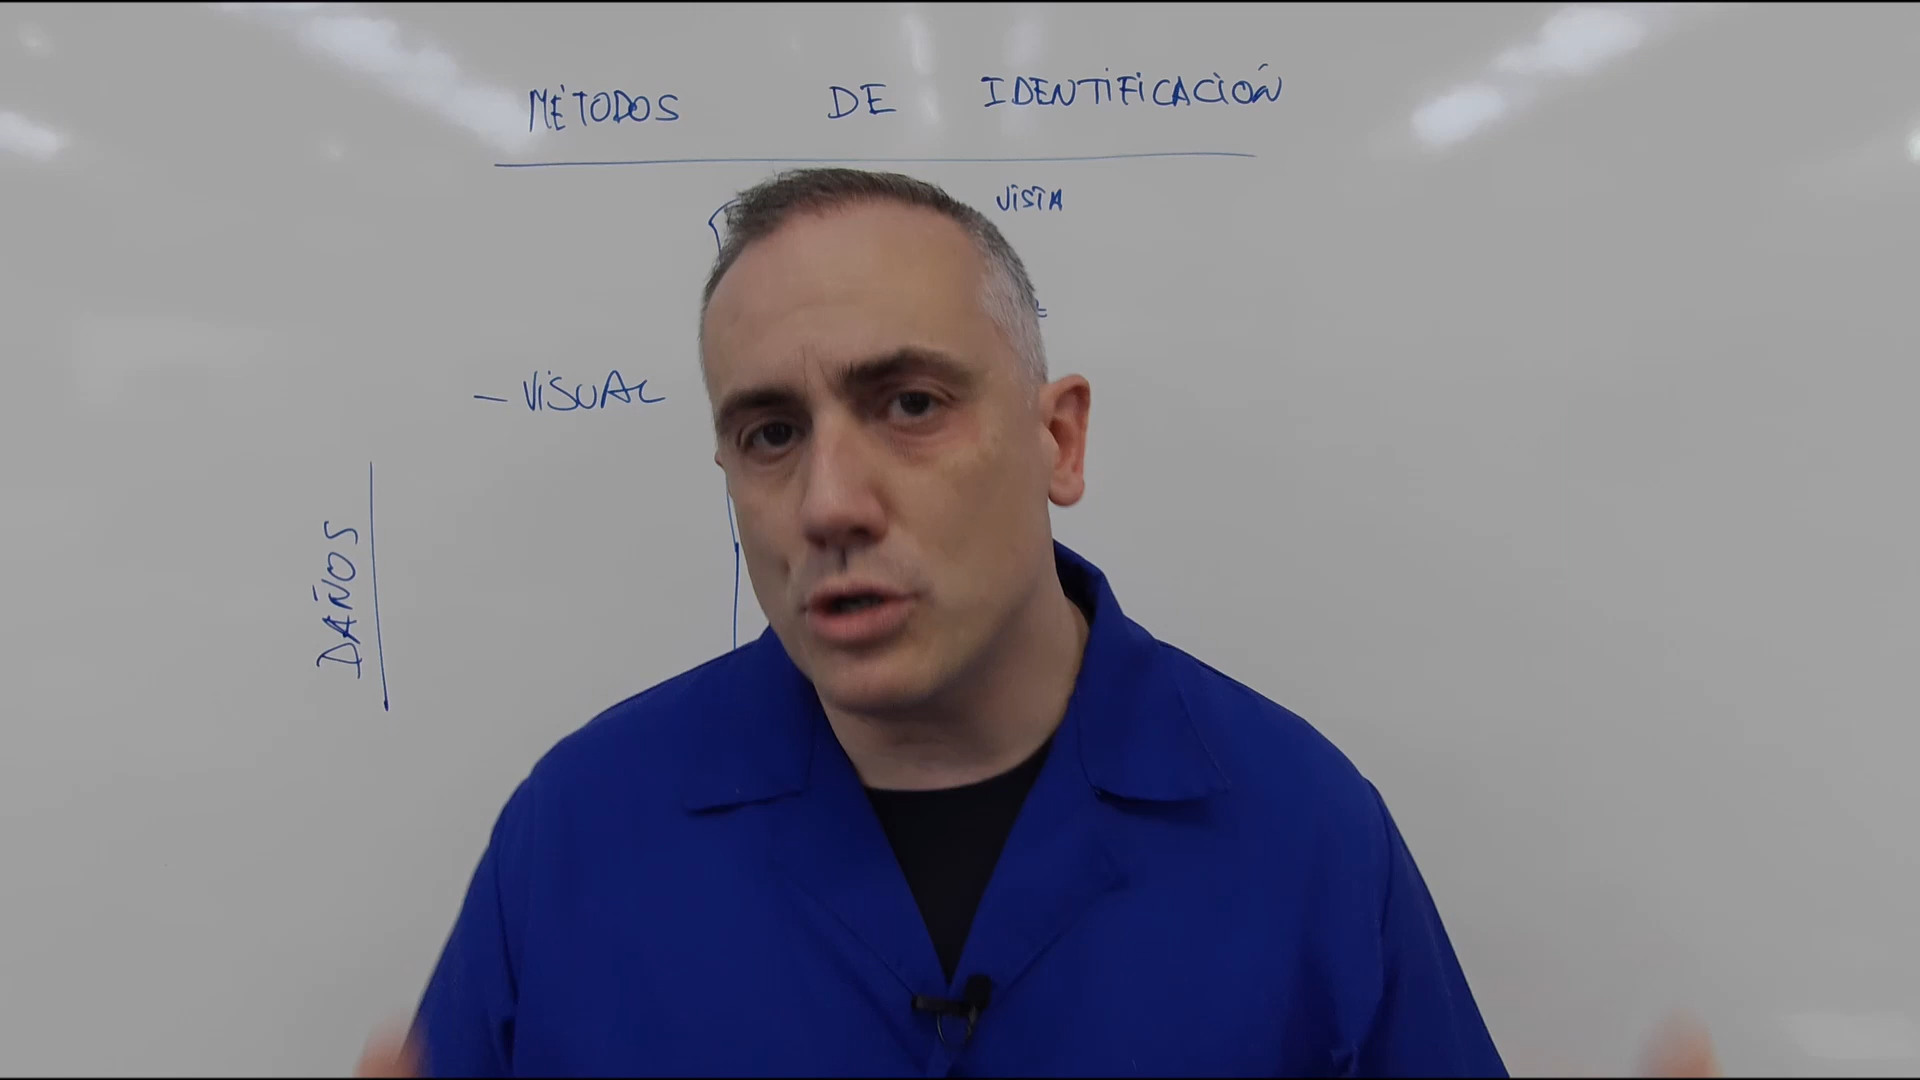 MÉTODOS DE IDENTIFICACIÓN
VISTA
- VISUAL
DAÑOS